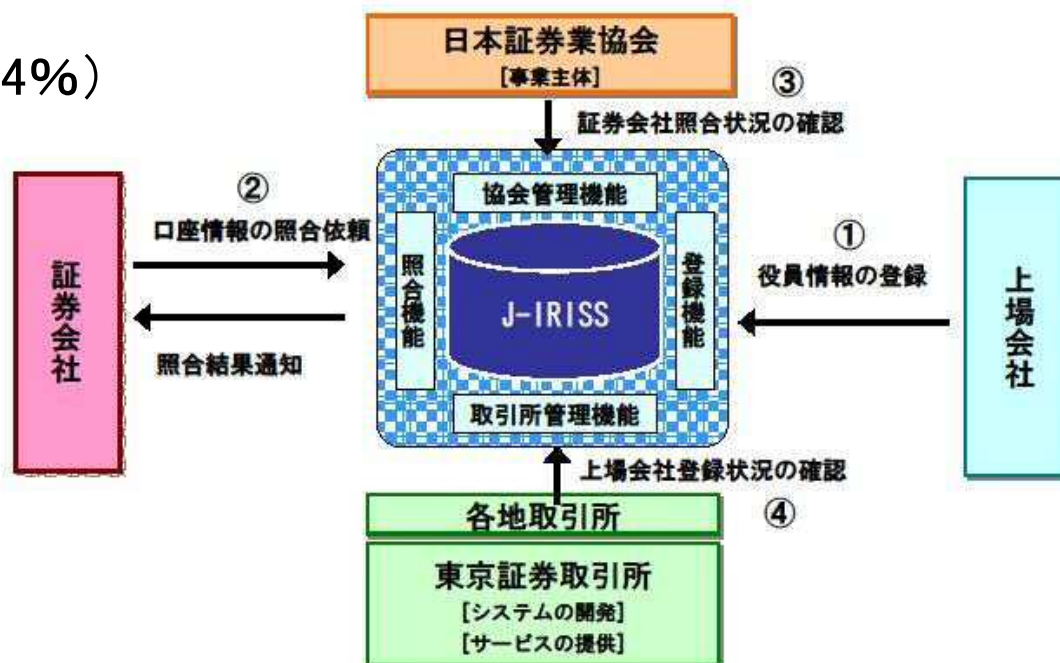 4%)
日本証券業協会
[事業主体]
③
証券会社照合状況の確認
②
口座情報の照合依頼
照合結果通知
証券会社
協会管理機能
照合機能
J-IRISS
登録機能
取引所管理機能
①
役員情報の登録
上場会社
上場会社登録状況の確認
④
各地取引所
東京証券取引所
[システムの開発]
[サービスの提供]